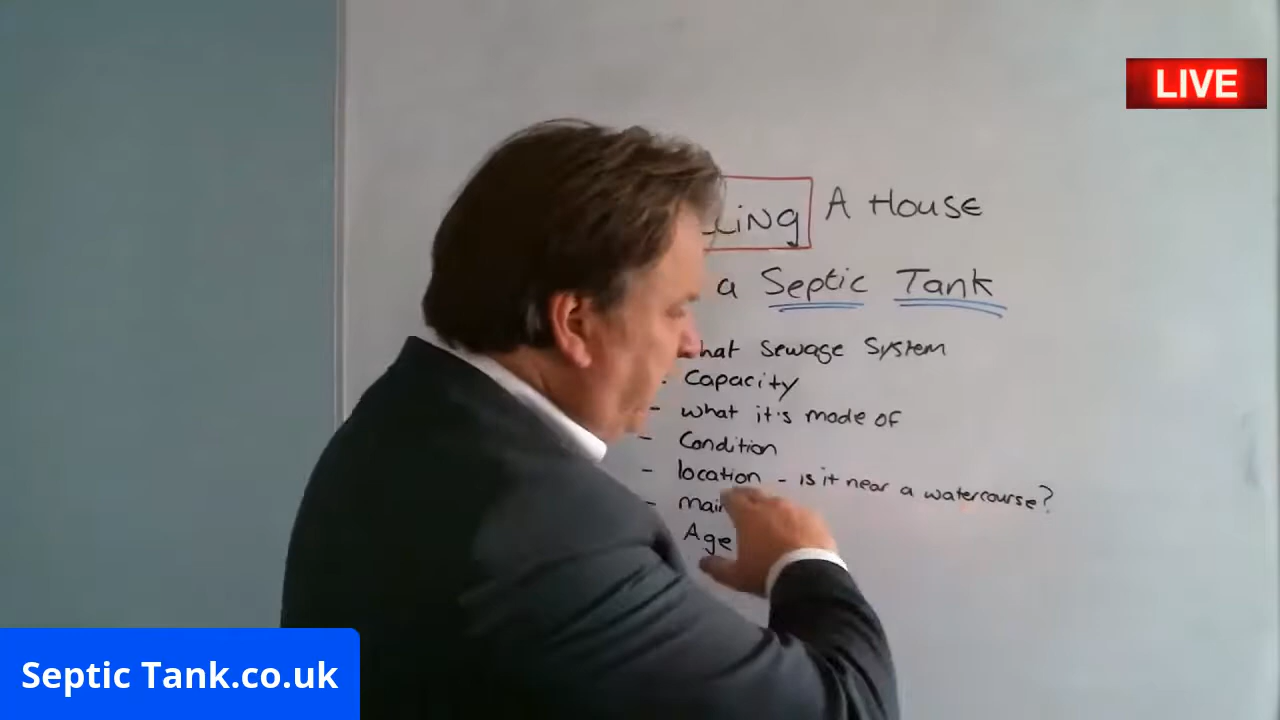 LIVE
A House
a Septic Tank
Sewage System
- Capacity
- what it's made of
- Condition
- location - is it near a watercourse?
Age
Septic Tank.co.uk